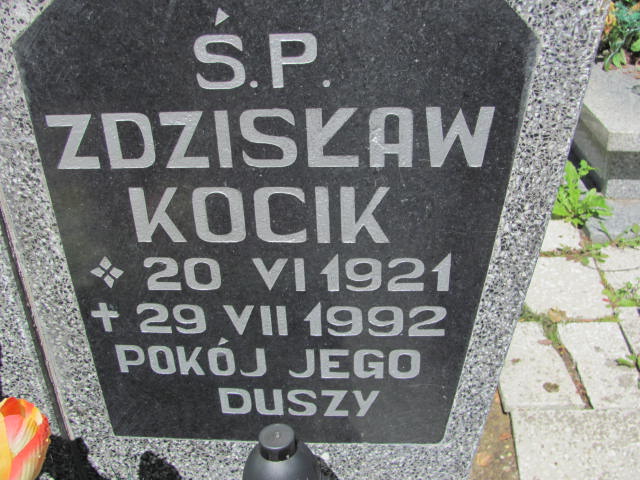 Ś.P.
ZDZISŁAW
KOCIK
20 VI 1921
✝ 29 VII 1992
POKÓJ JEGO
DUSZY